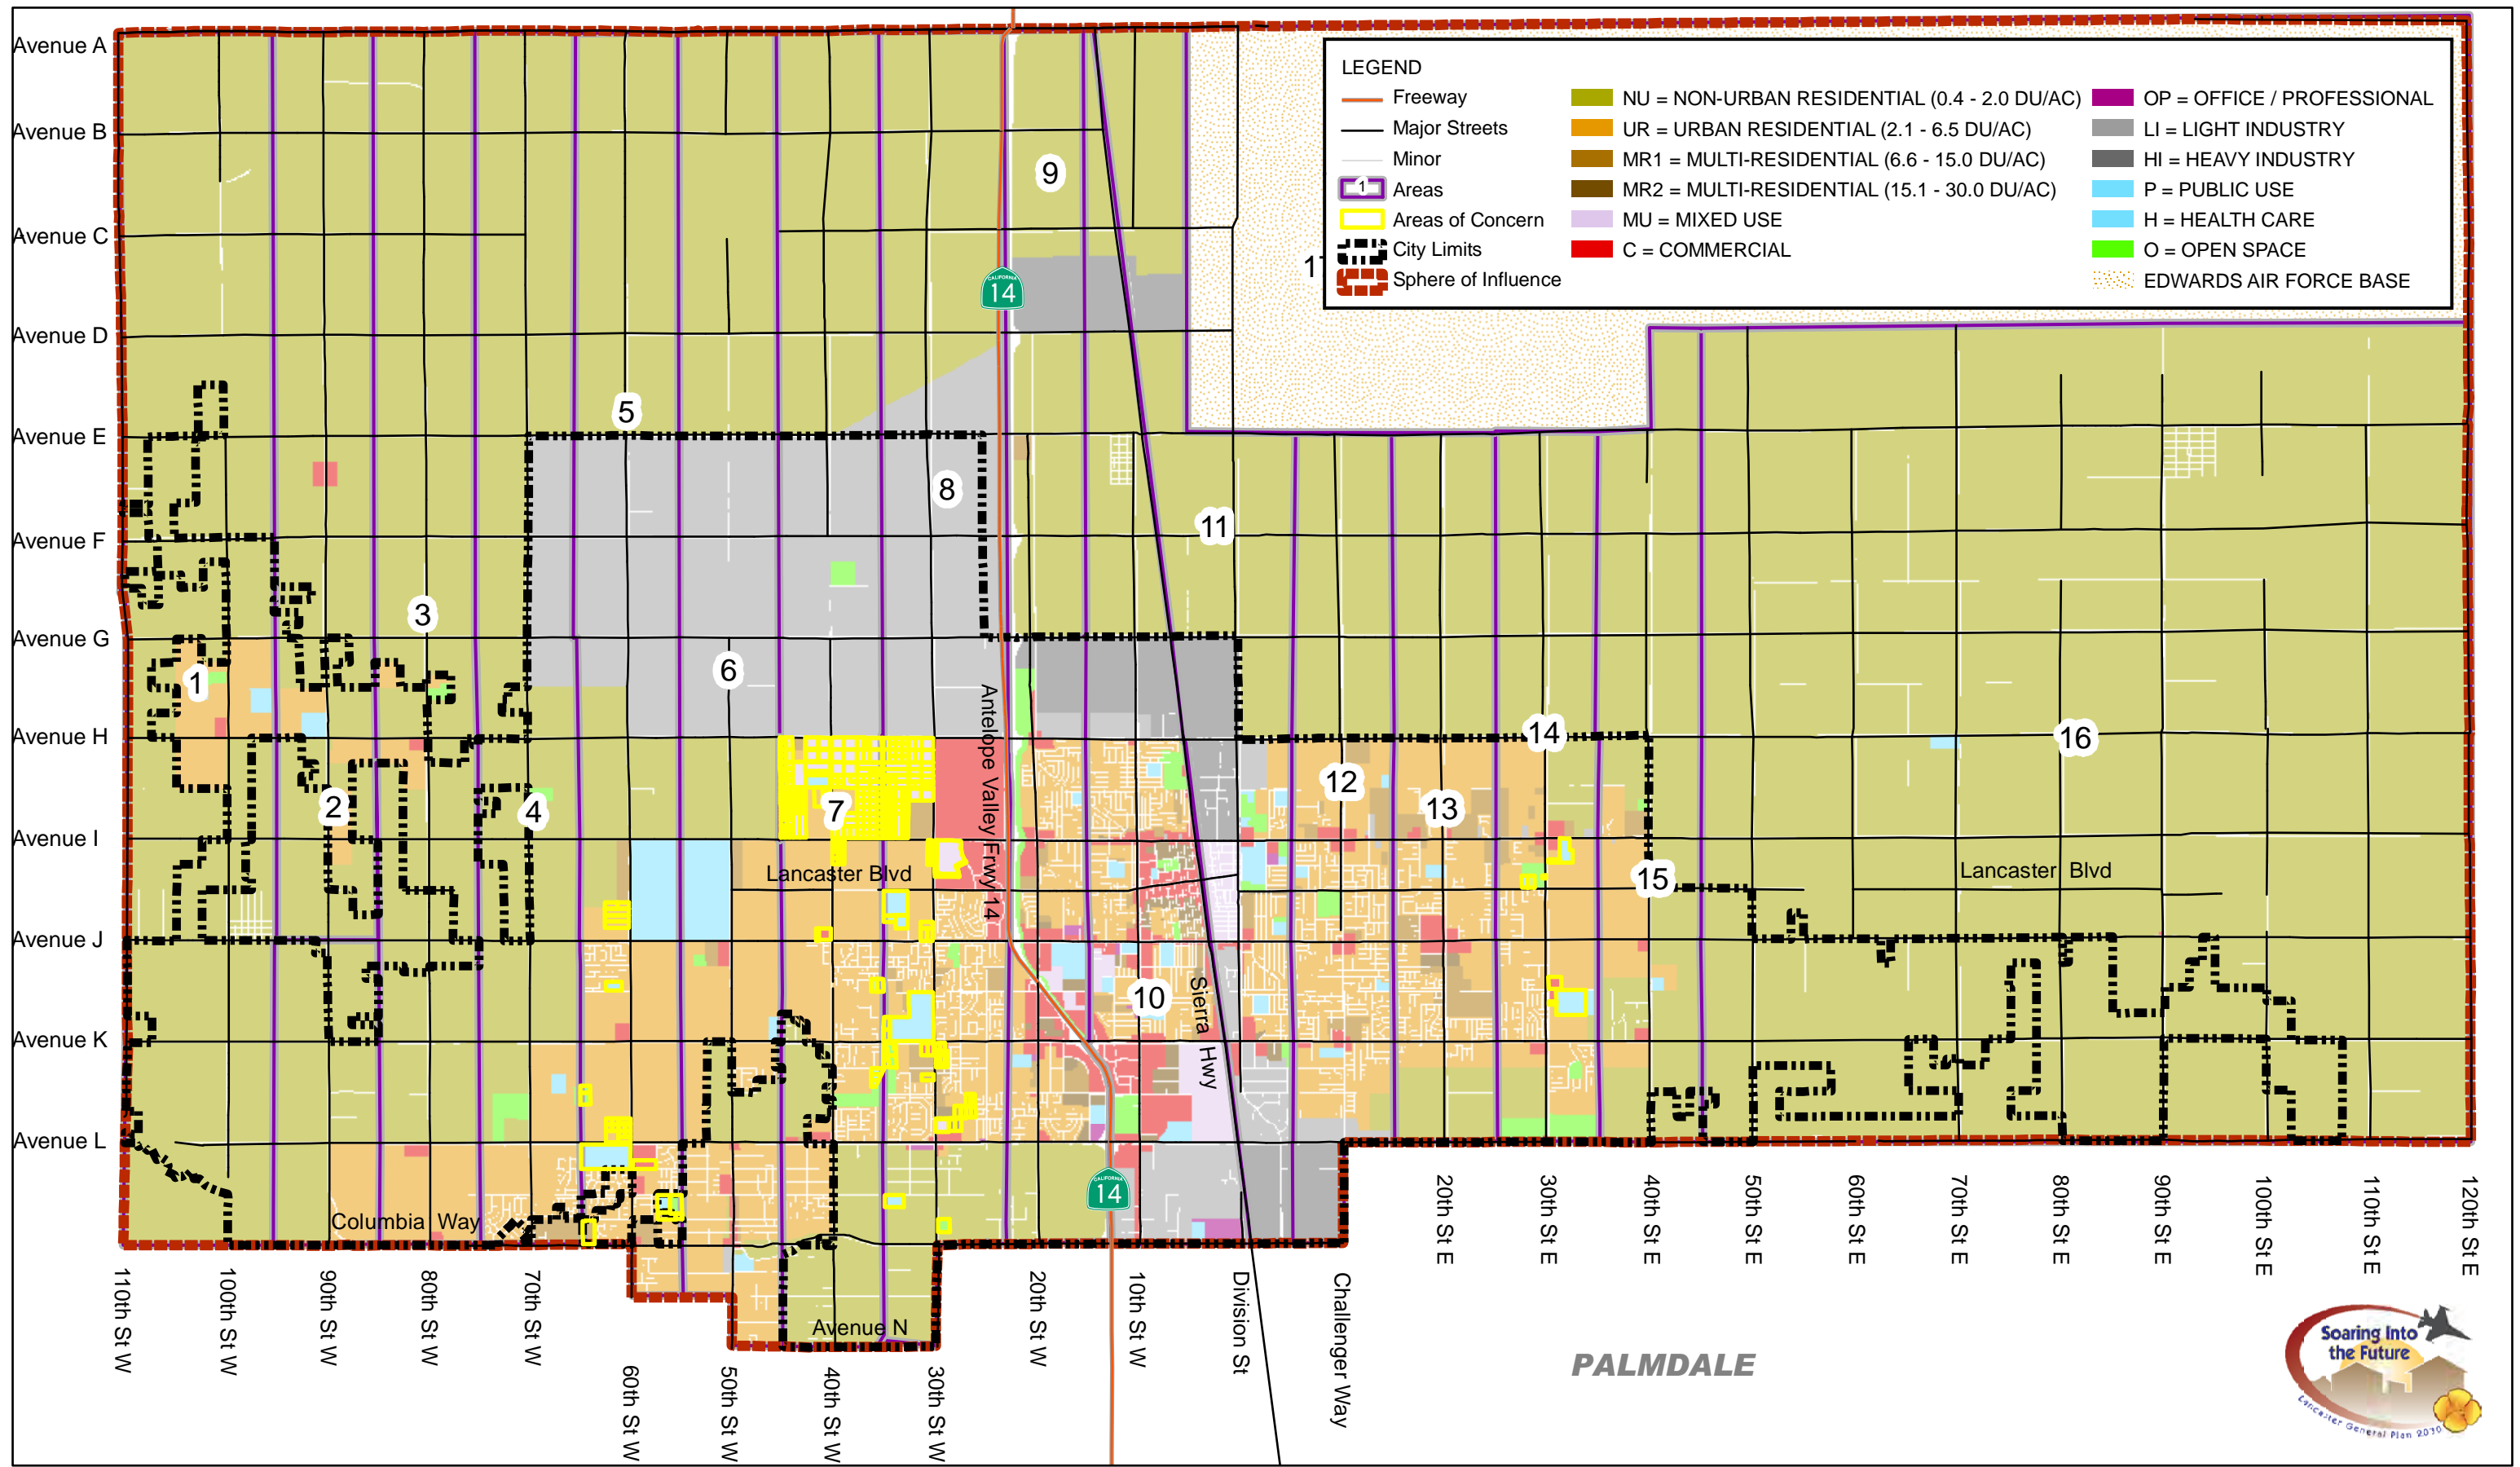 Avenue A
Avenue B
Avenue C
Avenue D
Avenue E
Avenue F
Avenue G
Avenue H
Avenue I
Avenue J
Avenue K
Avenue L
LEGEND
Freeway
Major Streets
Minor
1 Areas
Areas of Concern
City Limits
Sphere of Influence
NU = NON-URBAN RESIDENTIAL (0.4 - 2.0 DU/AC)
UR = URBAN RESIDENTIAL (2.1 - 6.5 DU/AC)
MR1 = MULTI-RESIDENTIAL (6.6 - 15.0 DU/AC)
MR2 = MULTI-RESIDENTIAL (15.1 - 30.0 DU/AC)
MU = MIXED USE
C = COMMERCIAL
OP = OFFICE / PROFESSIONAL
LI = LIGHT INDUSTRY
HI = HEAVY INDUSTRY
P = PUBLIC USE
H = HEALTH CARE
O = OPEN SPACE
EDWARDS AIR FORCE BASE
9
CALIFORNIA
14
5
8
11
3
1
6
14
16
2
4
7
12
13
15
10
Antelope Valley Frwy 14
Lancaster Blvd
Lancaster Blvd
Sierra Hwy
CALIFORNIA
14
Columbia Way
Avenue N
110th St W
100th St W
90th St W
80th St W
70th St W
60th St W
50th St W
40th St W
30th St W
20th St W
10th St W
Division St
Challenger Way
20th St E
30th St E
40th St E
50th St E
60th St E
70th St E
80th St E
90th St E
100th St E
110th St E
120th St E
PALMDALE
Soaring Into
the Future
Lancaster General Plan 2030